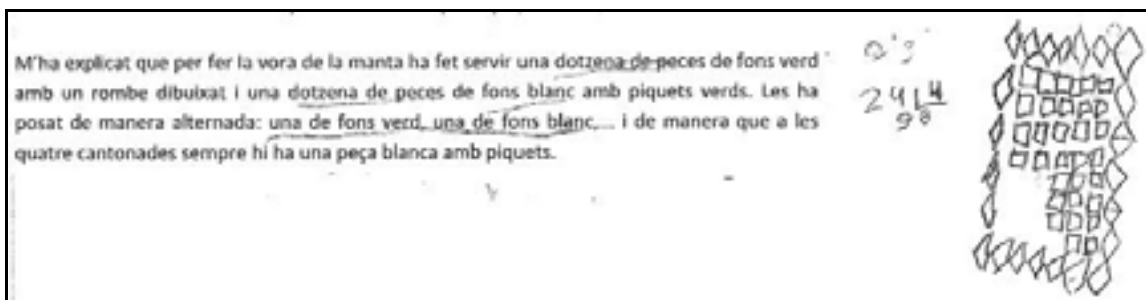 M'ha explicat que per fer la vora de la manta ha fet servir una dotzena de peces de fons verd
amb un rombe dibuixat i una dotzena de peces de fons blanc amb piquets verds. Les ha
posat de manera alternada: una de fons verd, una de fons blanc,... i de manera que a les
quatre cantonades sempre hi ha una peça blanca amb piquets.
24 4